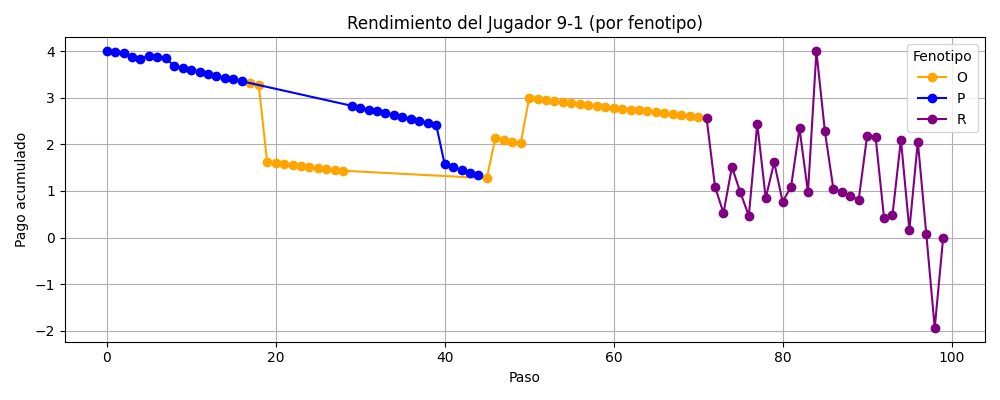 Rendimiento del Jugador 9-1 (por fenotipo)
Pago acumulado
4
3
2
1
0
−1
−2
0
20
40
60
80
100
Paso
Fenotipo
O
P
R